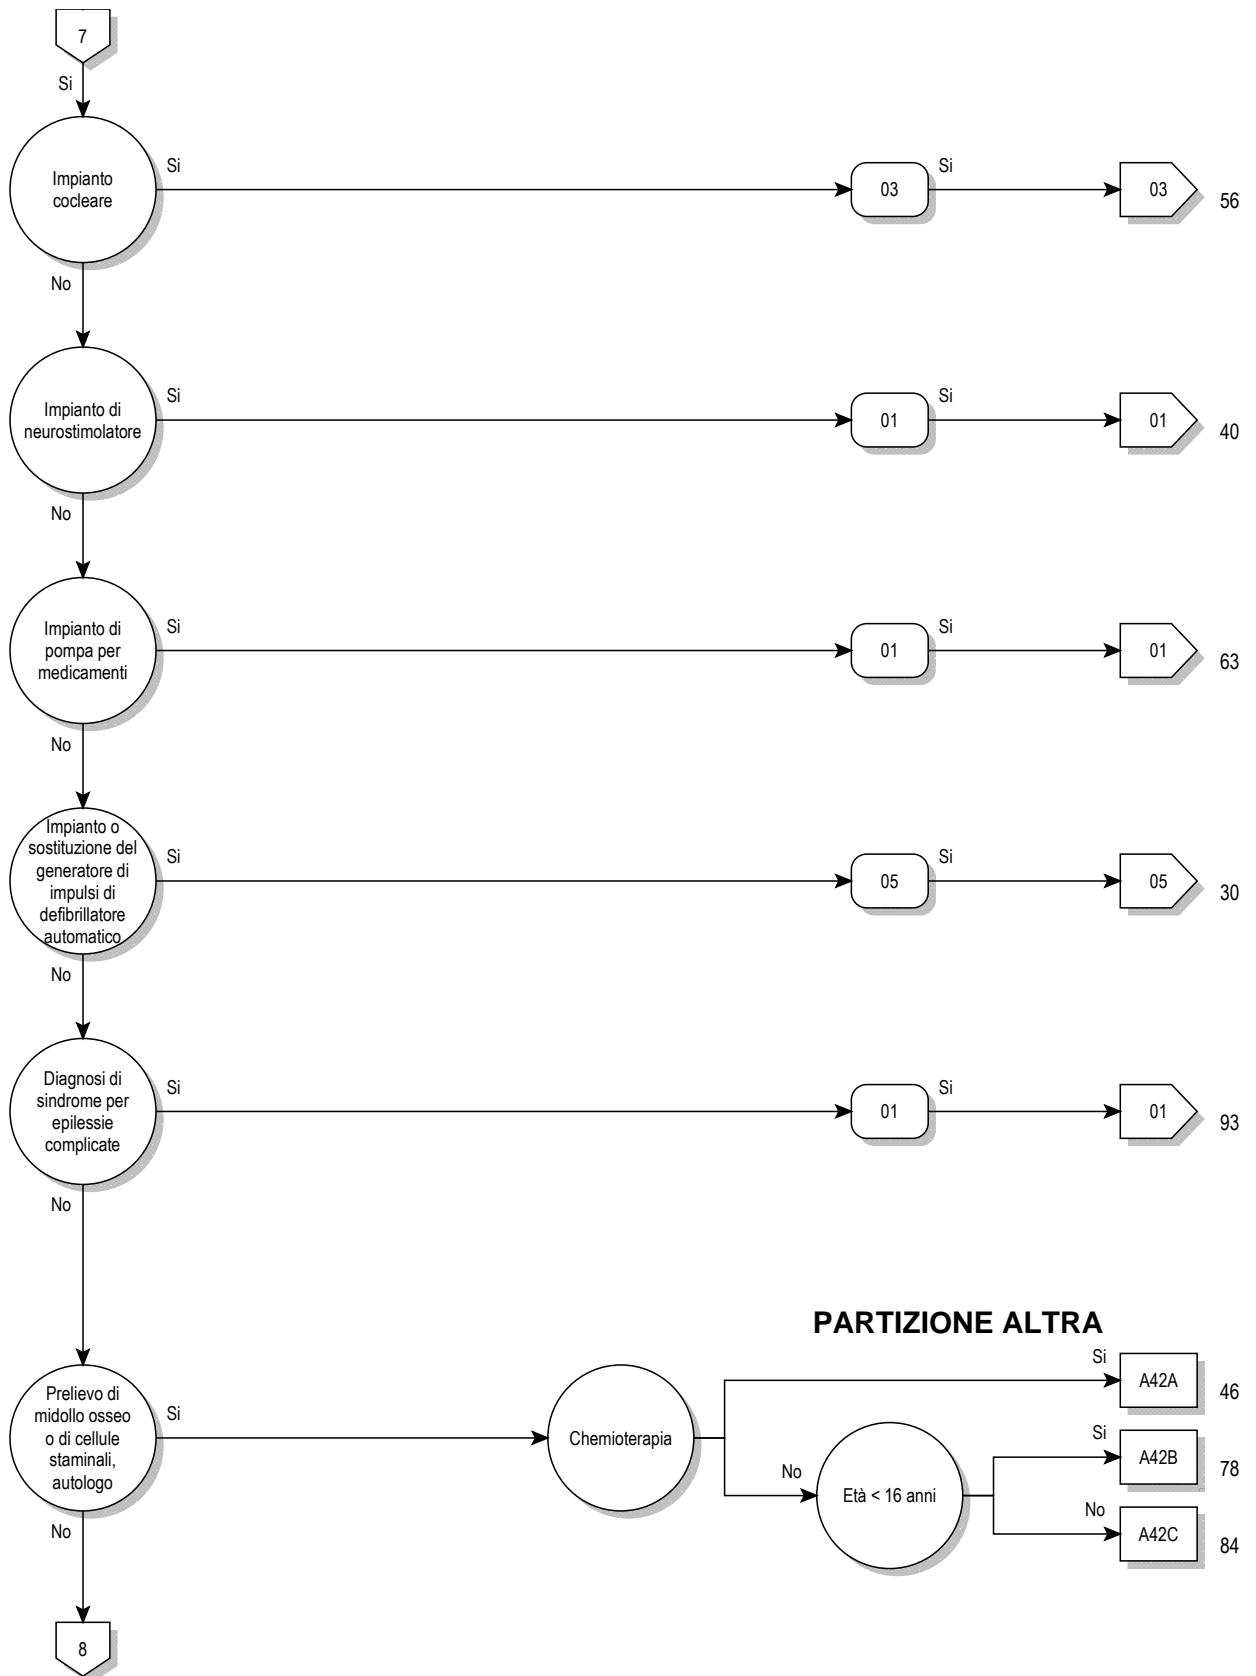 7
Si
Impianto
cocleare
Si
03
Si
03
56
No
Impianto di
neurostimolatore
Si
01
Si
01
40
No
Impianto di
pompa per
medicamenti
Si
01
Si
01
63
No
Impianto o
sostituzione del
generatore di
impulsi di
defibrillatore
automatico
Si
05
Si
05
30
No
Diagnosi di
sindrome per
epilessie
complicate
Si
01
Si
01
93
No
PARTIZIONE ALTRA
Prelievo di
midollo osseo
o di cellule
staminali,
autologo
Si
Chemioterapia
Si
A42A
46
No
Età < 16 anni
Si
A42B
78
No
A42C
84
No
8